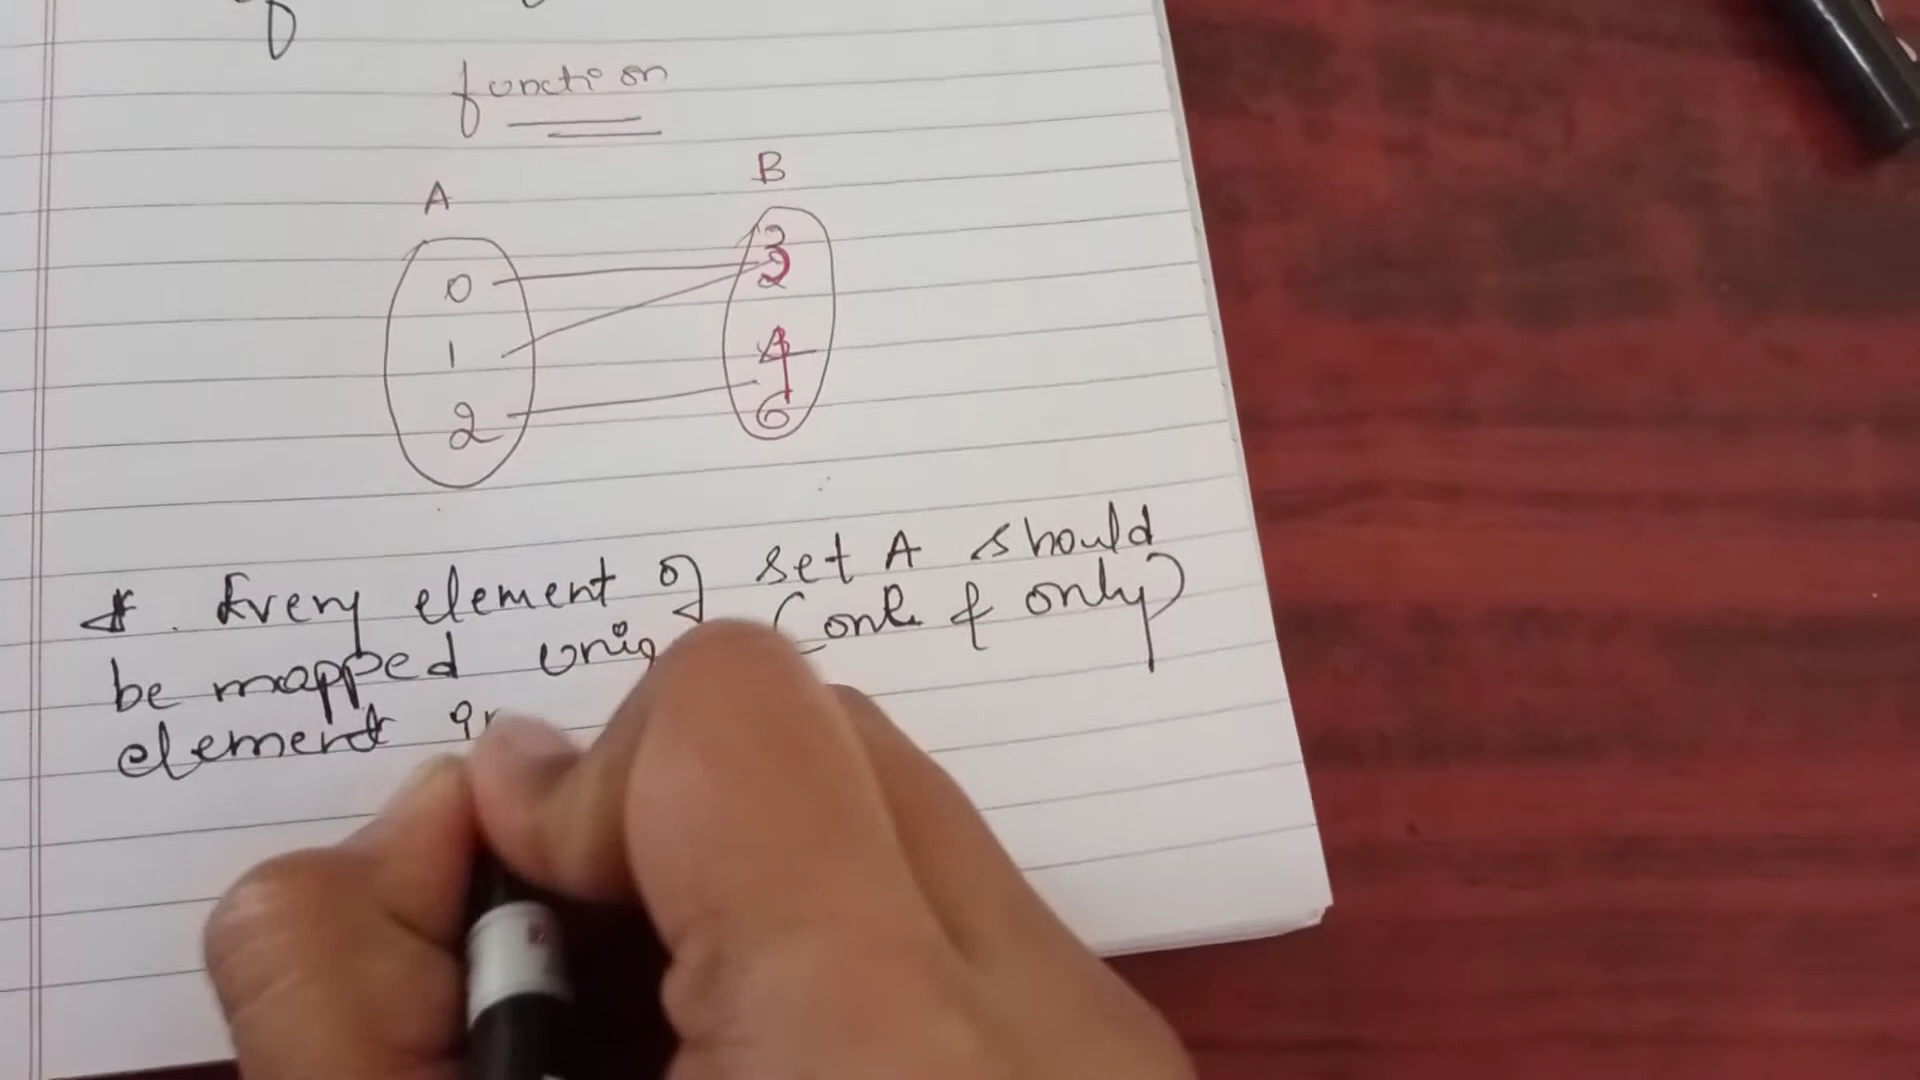 function
A B
0 3
1 4
2 6
*. Every element of set A should
be mapped (one & only)
element